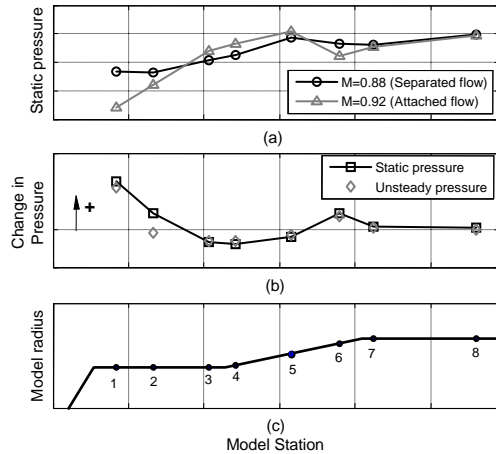 Static pressure
M=0.88 (Separated flow)
M=0.92 (Attached flow)
(a)
Change in
Pressure
+
Static pressure
Unsteady pressure
(b)
Model radius
1 2 3 4 5 6 7 8
(c)
Model Station